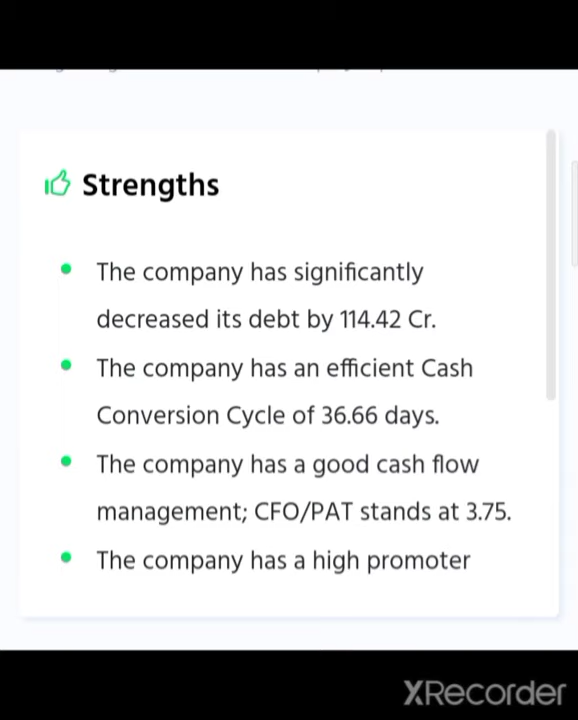 Strengths
The company has significantly
decreased its debt by 114.42 Cr.
The company has an efficient Cash
Conversion Cycle of 36.66 days.
The company has a good cash flow
management; CFO/PAT stands at 3.75.
The company has a high promoter
XRecorder